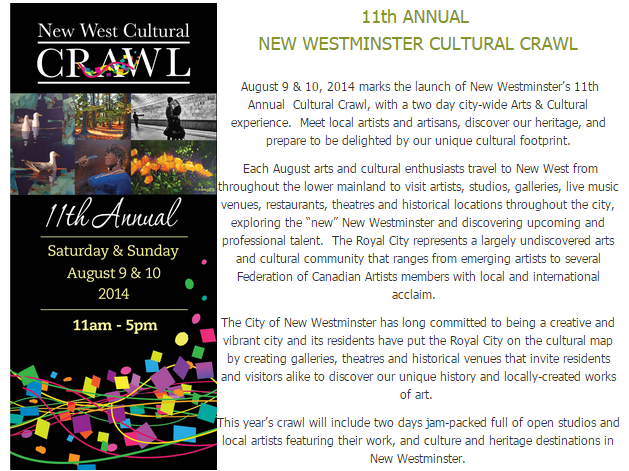 New West Cultural
CRAWL
11th Annual
Saturday & Sunday
August 9 & 10
2014
11am - 5pm
11th ANNUAL
NEW WESTMINSTER CULTURAL CRAWL
August 9 & 10, 2014 marks the launch of New Westminster's 11th
Annual  Cultural Crawl, with a two day city-wide Arts & Cultural
experience.  Meet local artists and artisans, discover our heritage, and
prepare to be delighted by our unique cultural footprint.
Each August arts and cultural enthusiasts travel to New West from
throughout the lower mainland to visit artists, studios, galleries, live music
venues, restaurants, theatres and historical locations throughout the city,
exploring the “new” New Westminster and discovering upcoming and
professional talent.  The Royal City represents a largely undiscovered arts
and cultural community that ranges from emerging artists to several
Federation of Canadian Artists members with local and international
acclaim.
The City of New Westminster has long committed to being a creative and
vibrant city and its residents have put the Royal City on the cultural map
by creating galleries, theatres and historical venues that invite residents
and visitors alike to discover our unique history and locally-created works
of art.
This year's crawl will include two days jam-packed full of open studios and
local artists featuring their work, and culture and heritage destinations in
New Westminster.